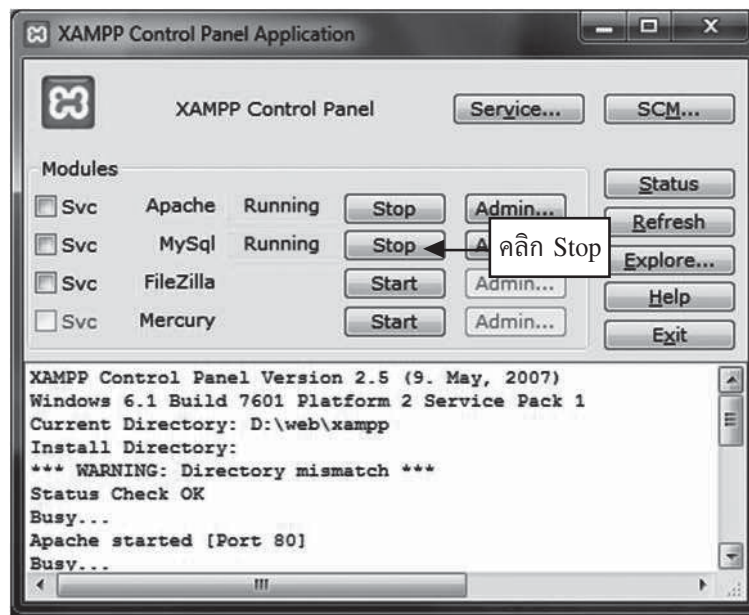 XAMPP Control Panel Application
XAMPP Control Panel Service... SCM...
Modules
Status
Svc Apache Running Stop Admin...
Refresh
Svc MySql Running Stop A
คลิก Stop
Explore...
Svc FileZilla Start Admin...
Help
Svc Mercury Start Admin...
Exit
XAMPP Control Panel Version 2.5 (9. May, 2007)
Windows 6.1 Build 7601 Platform 2 Service Pack 1
Current Directory: D:\web\xampp
Install Directory:
*** WARNING: Directory mismatch ***
Status Check OK
Busy...
Apache started [Port 80]
Busy...